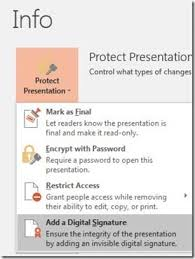 Info
Protect
Presentation
Protect Presentation
Control what types of changes
Mark as Final
Let readers know the presentation is
final and make it read-only.
Encrypt with Password
Require a password to open this
presentation.
Restrict Access
Grant people access while removing
their ability to edit, copy, or print.
Add a Digital Signature
Ensure the integrity of the presentation
by adding an invisible digital signature.